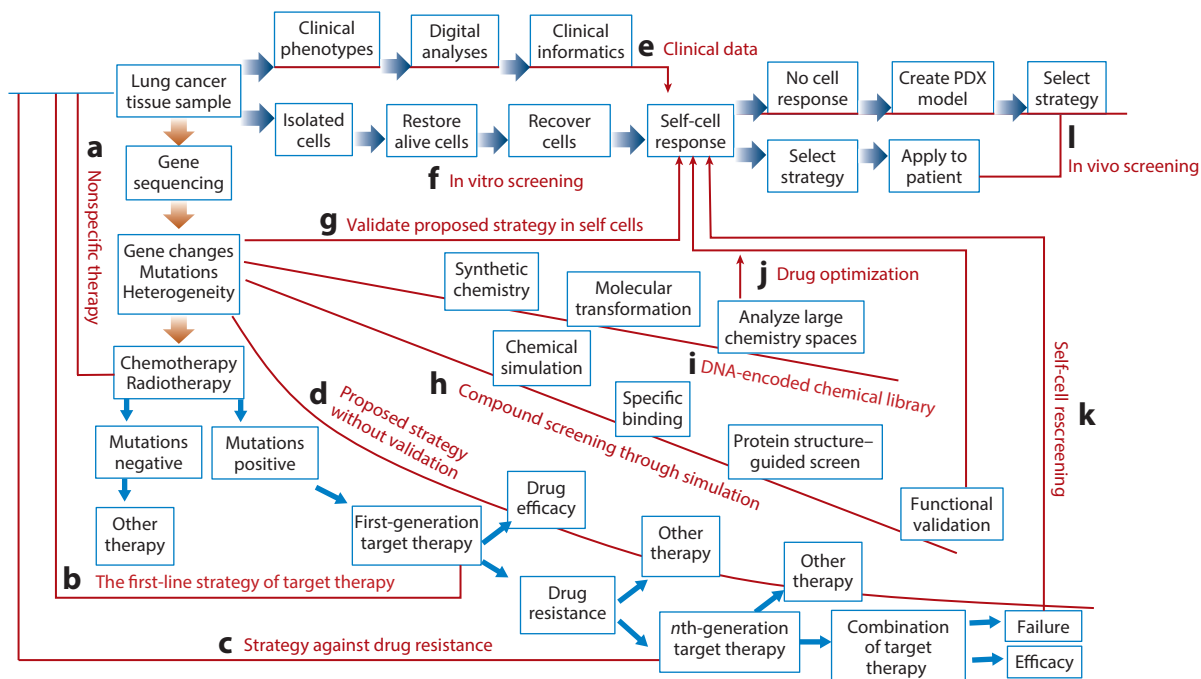 Clinical
phenotypes
Digital
analyses
Clinical
informatics
e Clinical data
Lung cancer
tissue sample
No cell
response
Create PDX
model
Select
strategy
Isolated
cells
Restore
alive cells
Recover
cells
Self-cell
response
Select
strategy
Apply to
patient
l
In vivo screening
a
Nonspecific therapy
Gene
sequencing
f In vitro screening
g Validate proposed strategy in self cells
Gene changes
Mutations
Heterogeneity
Synthetic
chemistry
Molecular
transformation
j Drug optimization
Analyze large
chemistry spaces
i DNA-encoded chemical library
Chemical
simulation
h Compound screening through simulation
Specific
binding
Protein structure–
guided screen
Functional
validation
k
Self-cell rescreening
Chemotherapy
Radiotherapy
d Proposed strategy
without validation
Mutations
negative
Mutations
positive
Other
therapy
First-generation
target therapy
Drug
efficacy
b The first-line strategy of target therapy
Drug
resistance
Other
therapy
Other
therapy
c Strategy against drug resistance
nth-generation
target therapy
Combination
of target
therapy
Failure
Efficacy